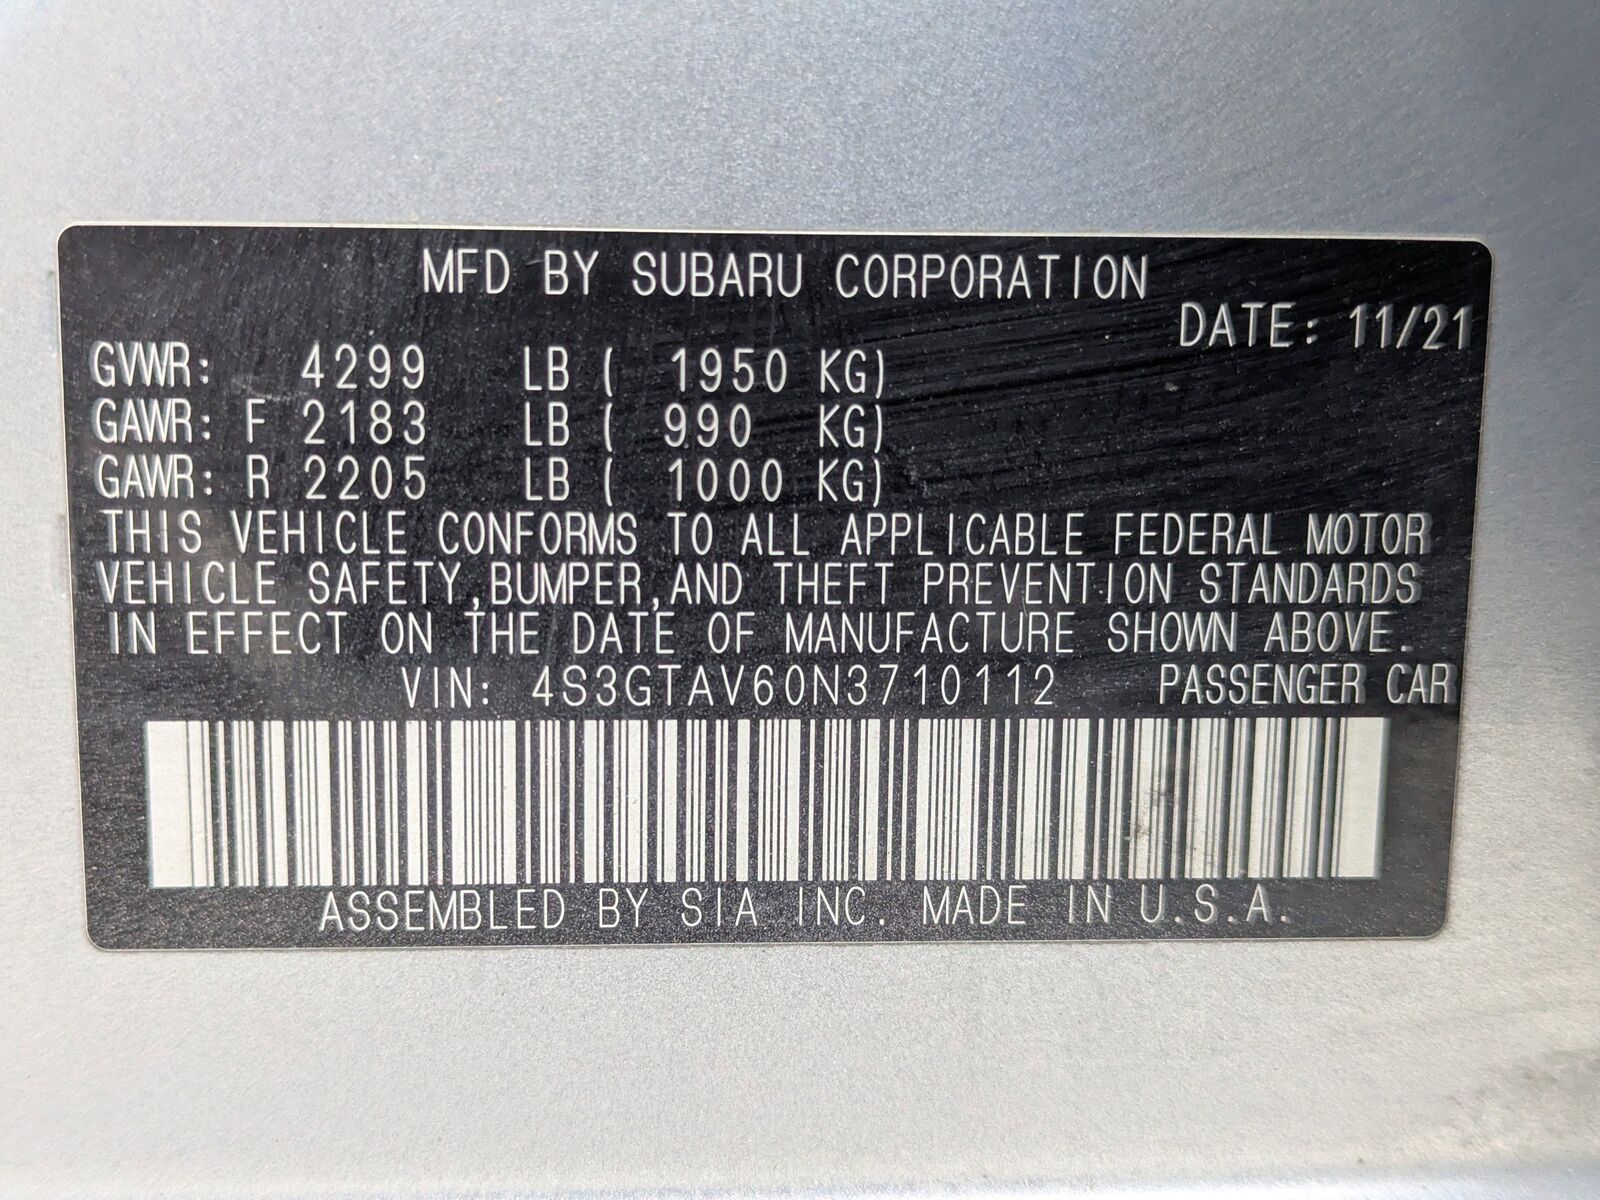 MFD BY SUBARU CORPORATION
DATE: 11/21
GVWR: 4299 LB ( 1950 KG)
GAWR: F 2183 LB ( 990 KG)
GAWR: R 2205 LB ( 1000 KG)
THIS VEHICLE CONFORMS TO ALL APPLICABLE FEDERAL MOTOR
VEHICLE SAFETY,BUMPER,AND THEFT PREVENTION STANDARDS
IN EFFECT ON THE DATE OF MANUFACTURE SHOWN ABOVE.
VIN: 4S3GTAV60N3710112 PASSENGER CAR
ASSEMBLED BY SIA INC. MADE IN U.S.A.